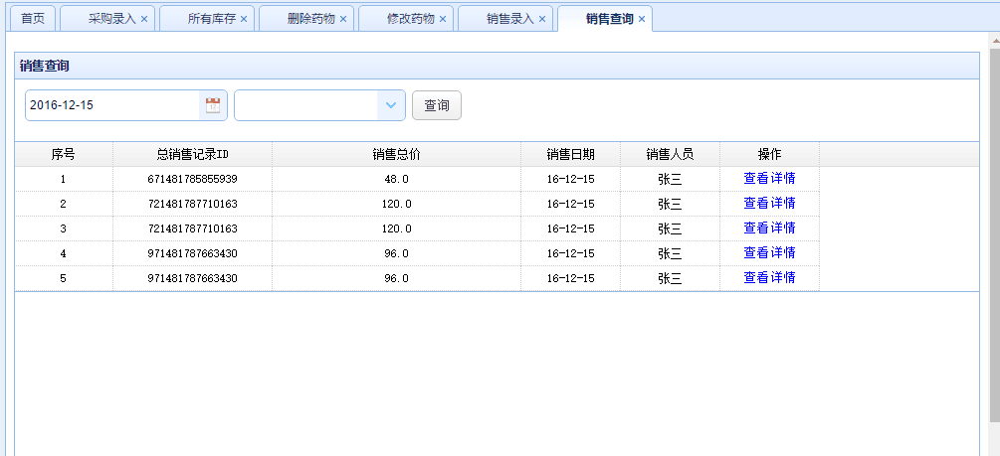 首页 采购录入 × 所有库存 × 删除药物 × 修改药物 × 销售录入 × 销售查询 ×
销售查询
2016-12-15 查询
序号 总销售记录ID 销售总价 销售日期 销售人员 操作
1 671481785855939 48.0 16-12-15 张三 查看详情
2 721481787710163 120.0 16-12-15 张三 查看详情
3 721481787710163 120.0 16-12-15 张三 查看详情
4 971481787663430 96.0 16-12-15 张三 查看详情
5 971481787663430 96.0 16-12-15 张三 查看详情